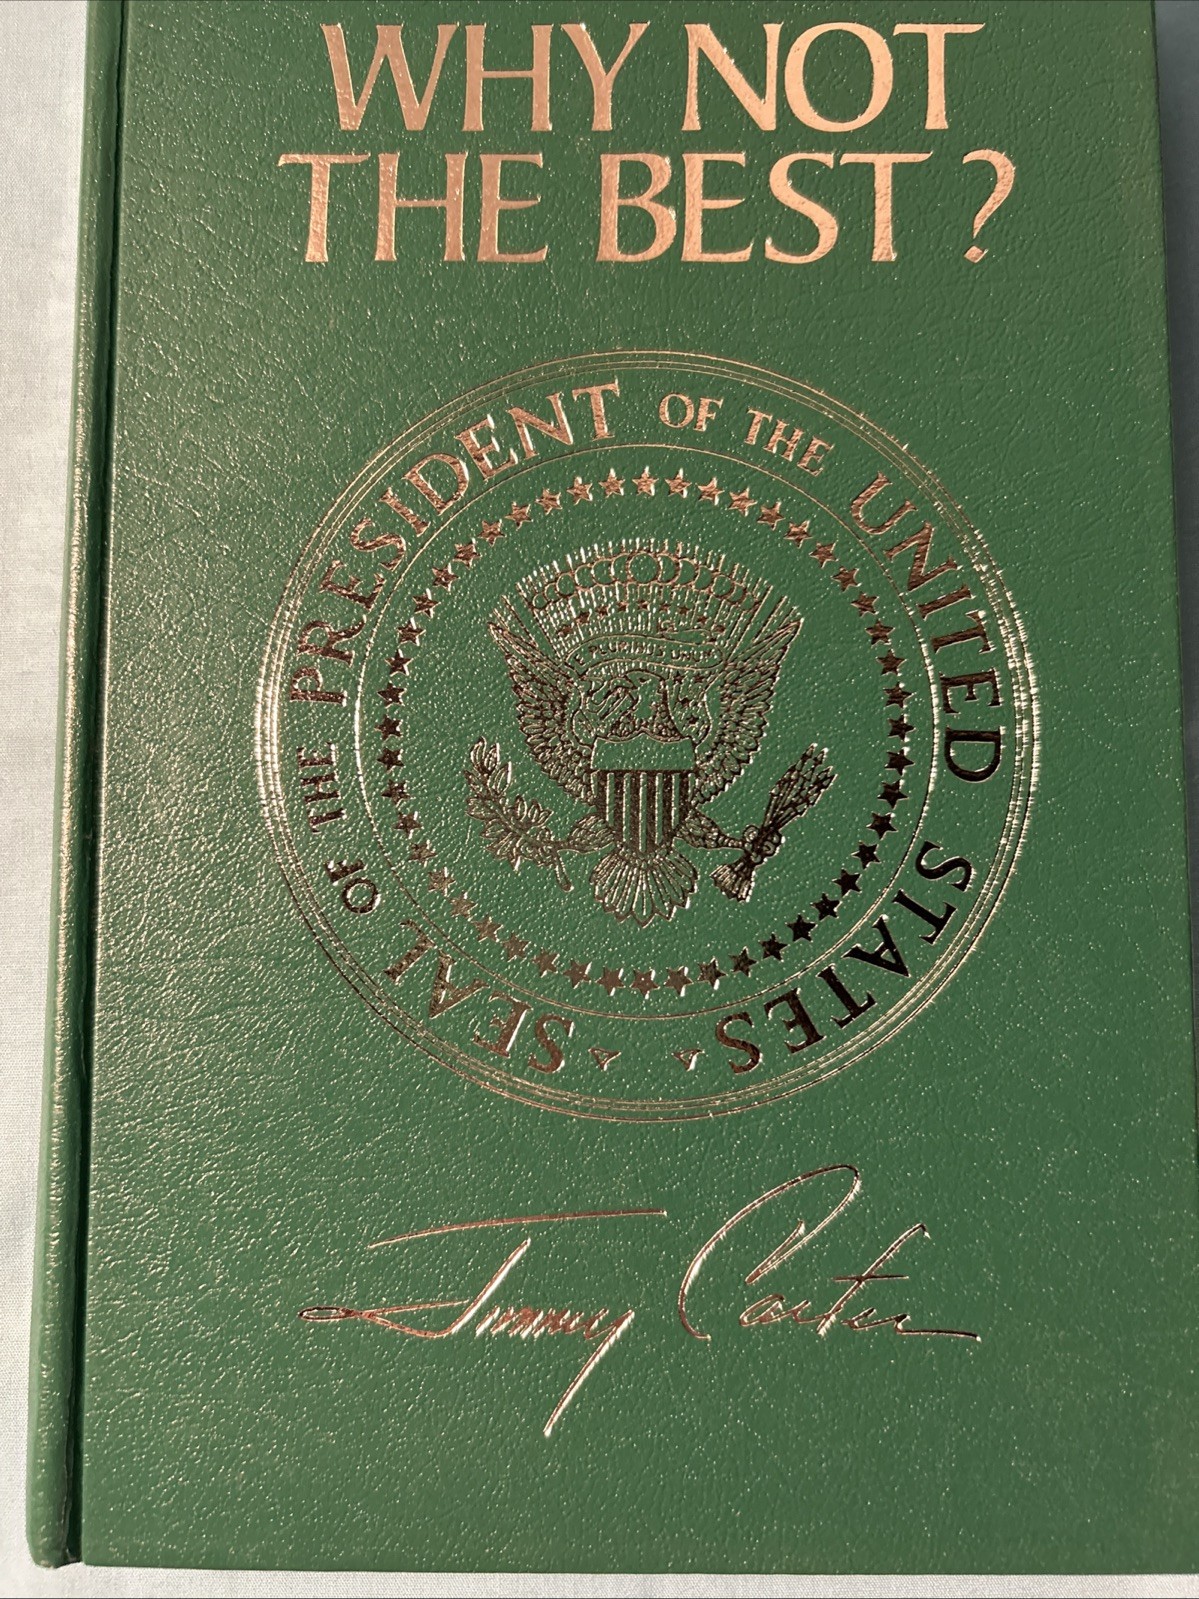 WHY NOT
THE BEST?
SEAL OF THE PRESIDENT OF THE UNITED STATES
E PLURIBUS UNUM
Jimmy Carter